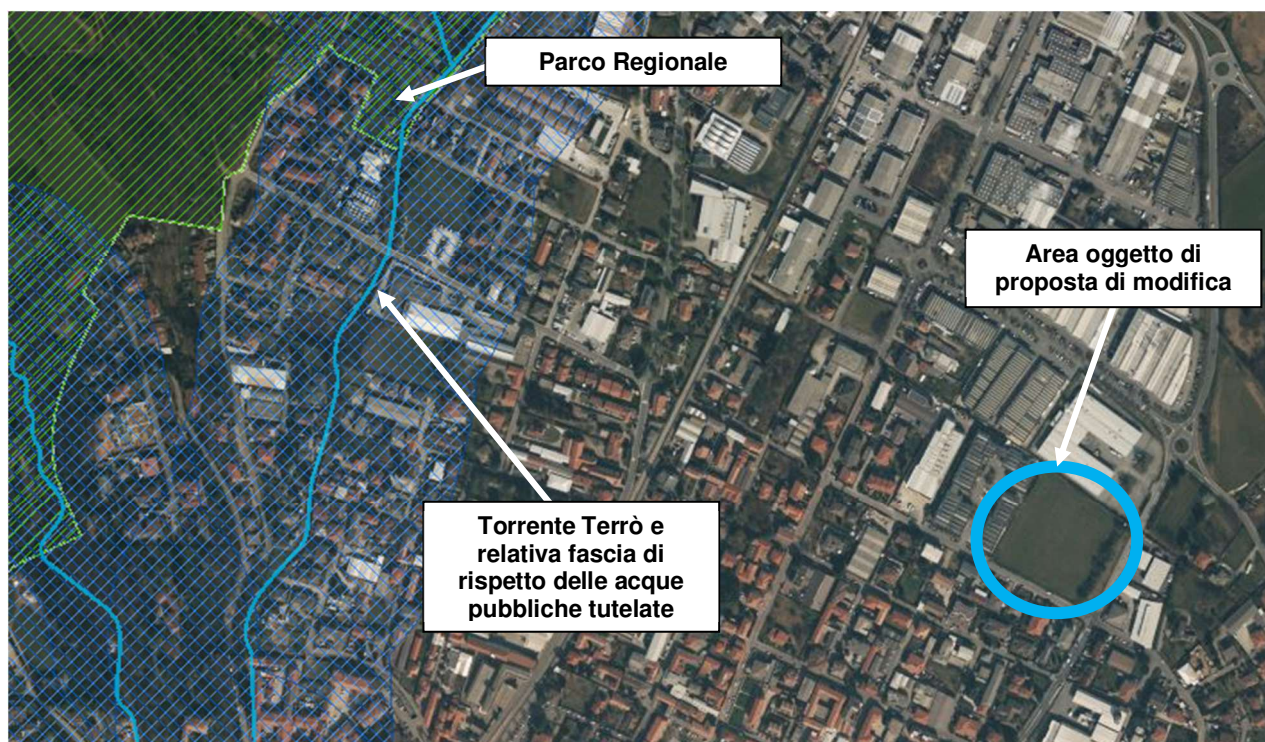 Parco Regionale
Area oggetto di
proposta di modifica
Torrente Terrò e
relativa fascia di
rispetto delle acque
pubbliche tutelate